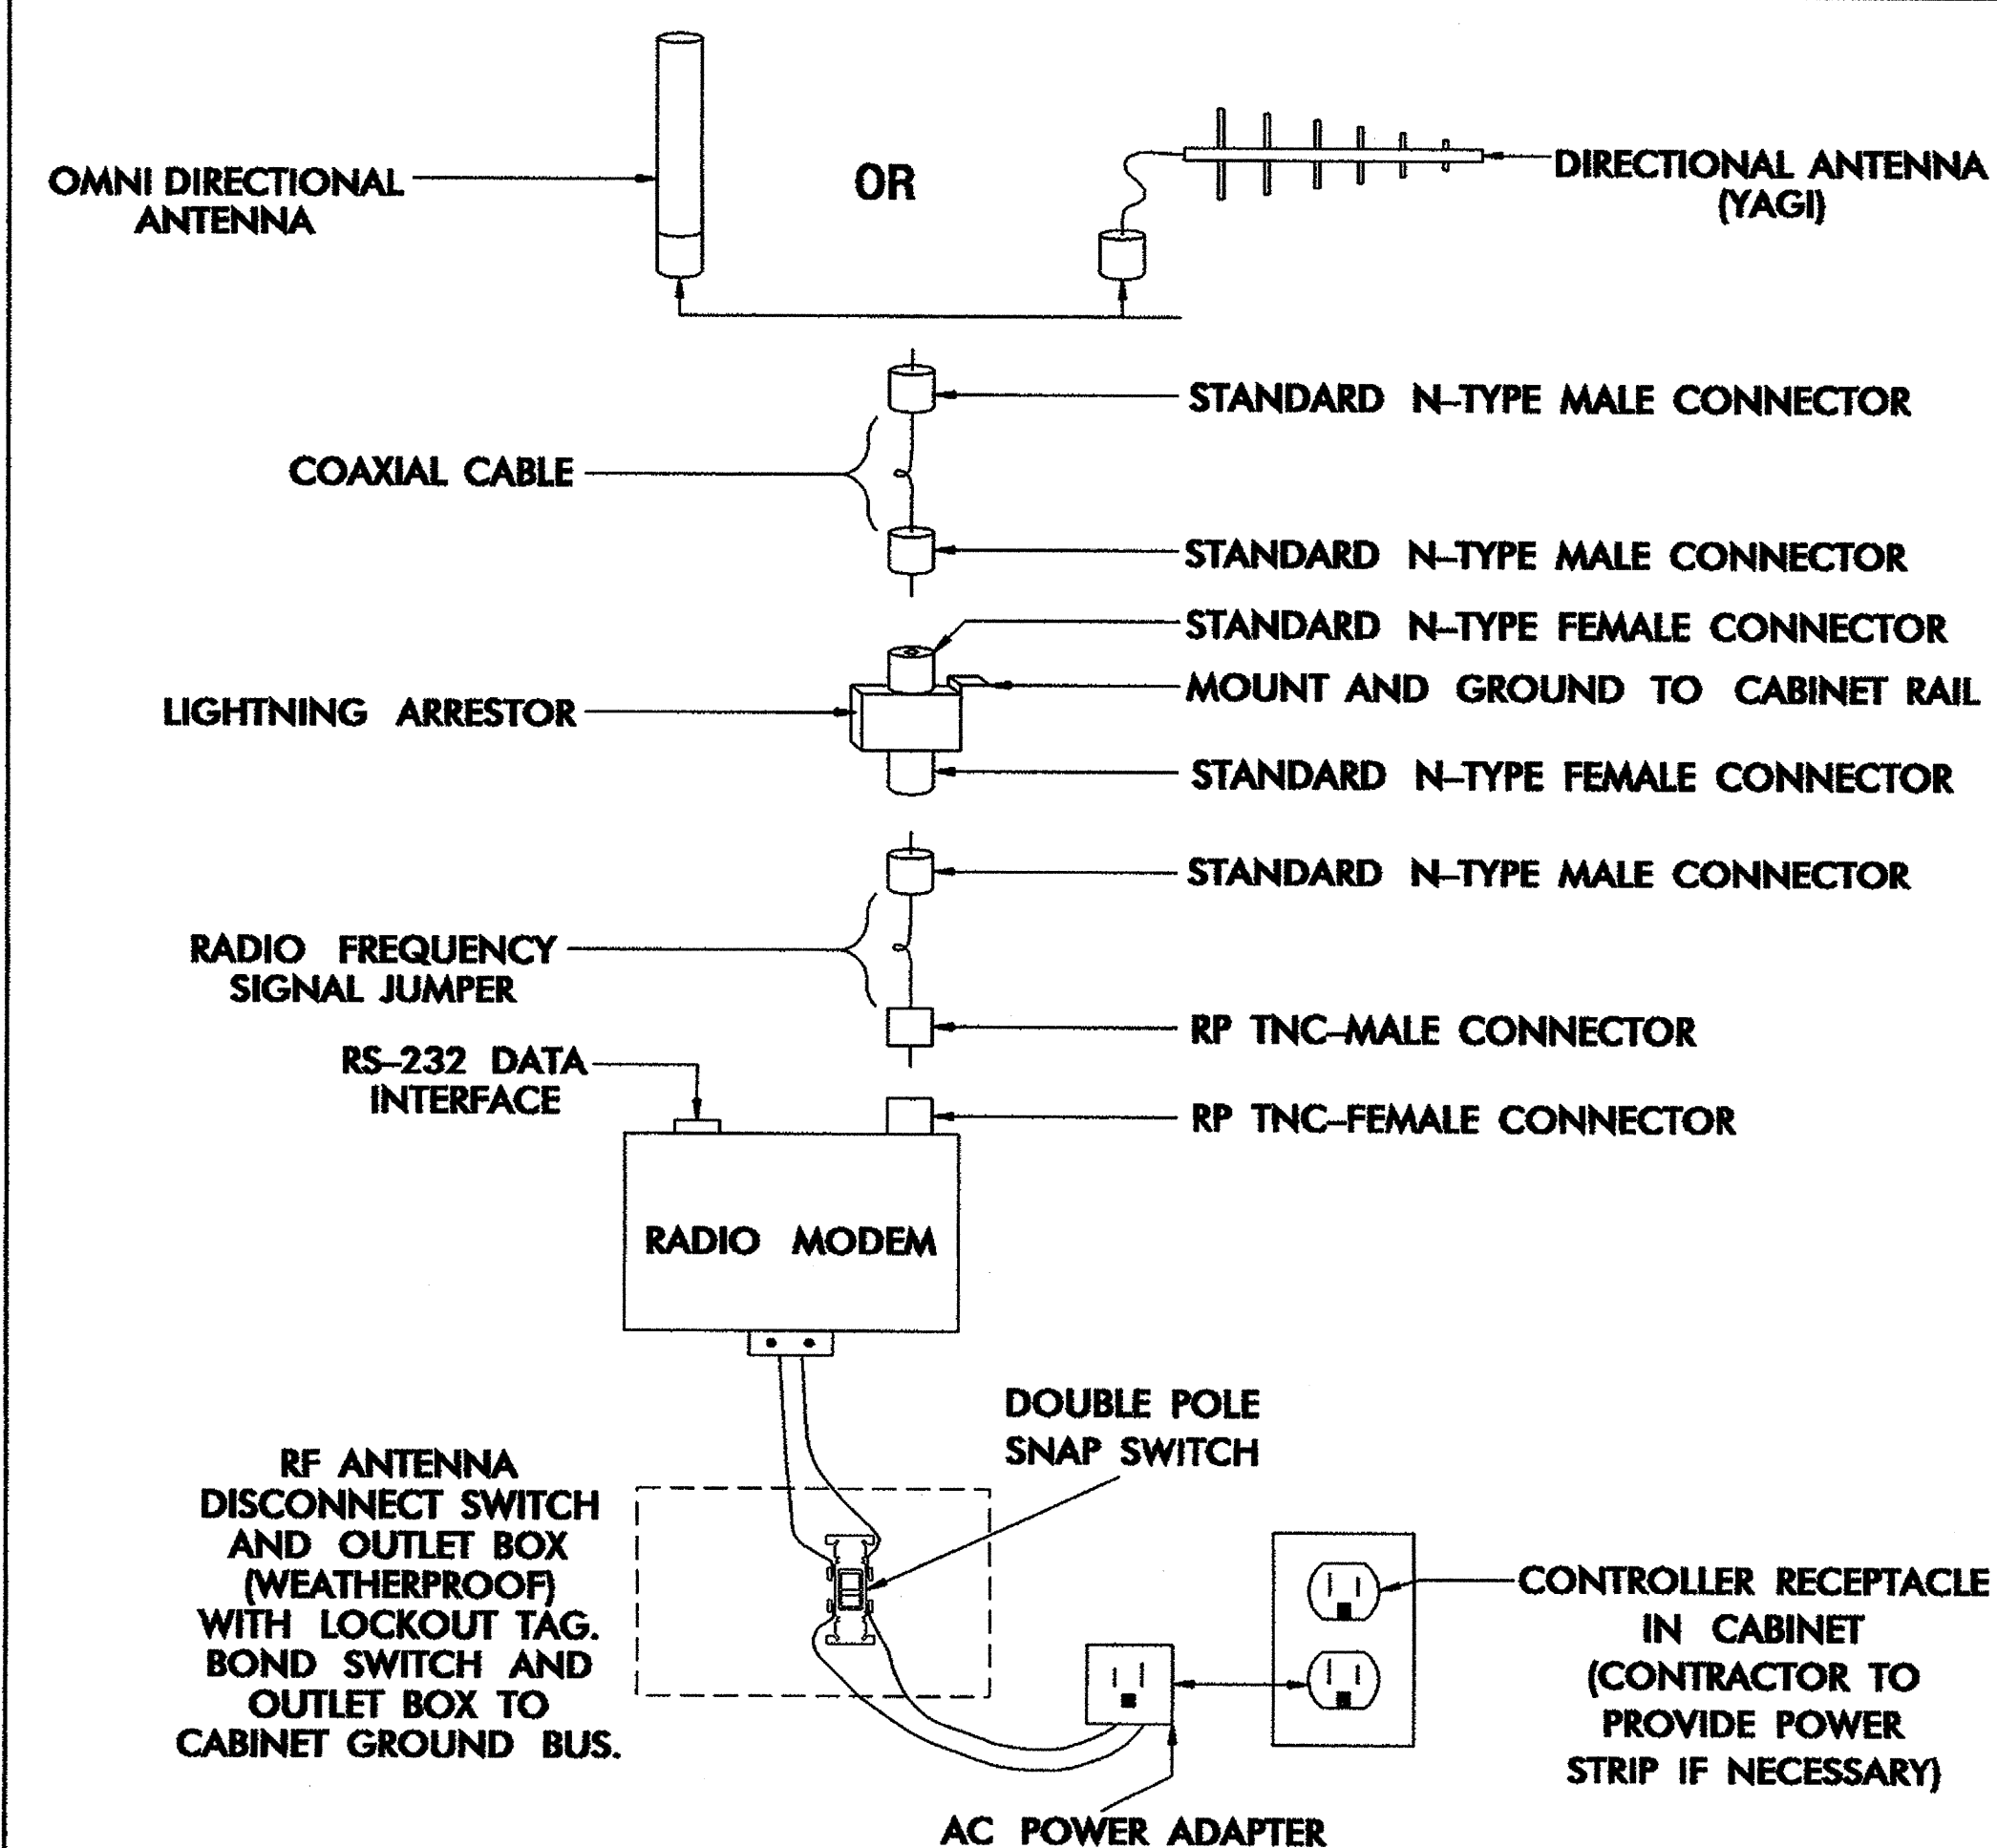 OMNI DIRECTIONAL
ANTENNA
OR
DIRECTIONAL ANTENNA
(YAGI)
STANDARD N-TYPE MALE CONNECTOR
COAXIAL CABLE
STANDARD N-TYPE MALE CONNECTOR
STANDARD N-TYPE FEMALE CONNECTOR
MOUNT AND GROUND TO CABINET RAIL
LIGHTNING ARRESTOR
STANDARD N-TYPE FEMALE CONNECTOR
STANDARD N-TYPE MALE CONNECTOR
RADIO FREQUENCY
SIGNAL JUMPER
RP TNC-MALE CONNECTOR
RS-232 DATA
INTERFACE
RP TNC-FEMALE CONNECTOR
RADIO MODEM
DOUBLE POLE
SNAP SWITCH
RF ANTENNA
DISCONNECT SWITCH
AND OUTLET BOX
(WEATHERPROOF)
WITH LOCKOUT TAG.
BOND SWITCH AND
OUTLET BOX TO
CABINET GROUND BUS.
CONTROLLER RECEPTACLE
IN CABINET
(CONTRACTOR TO
PROVIDE POWER
STRIP IF NECESSARY)
AC POWER ADAPTER